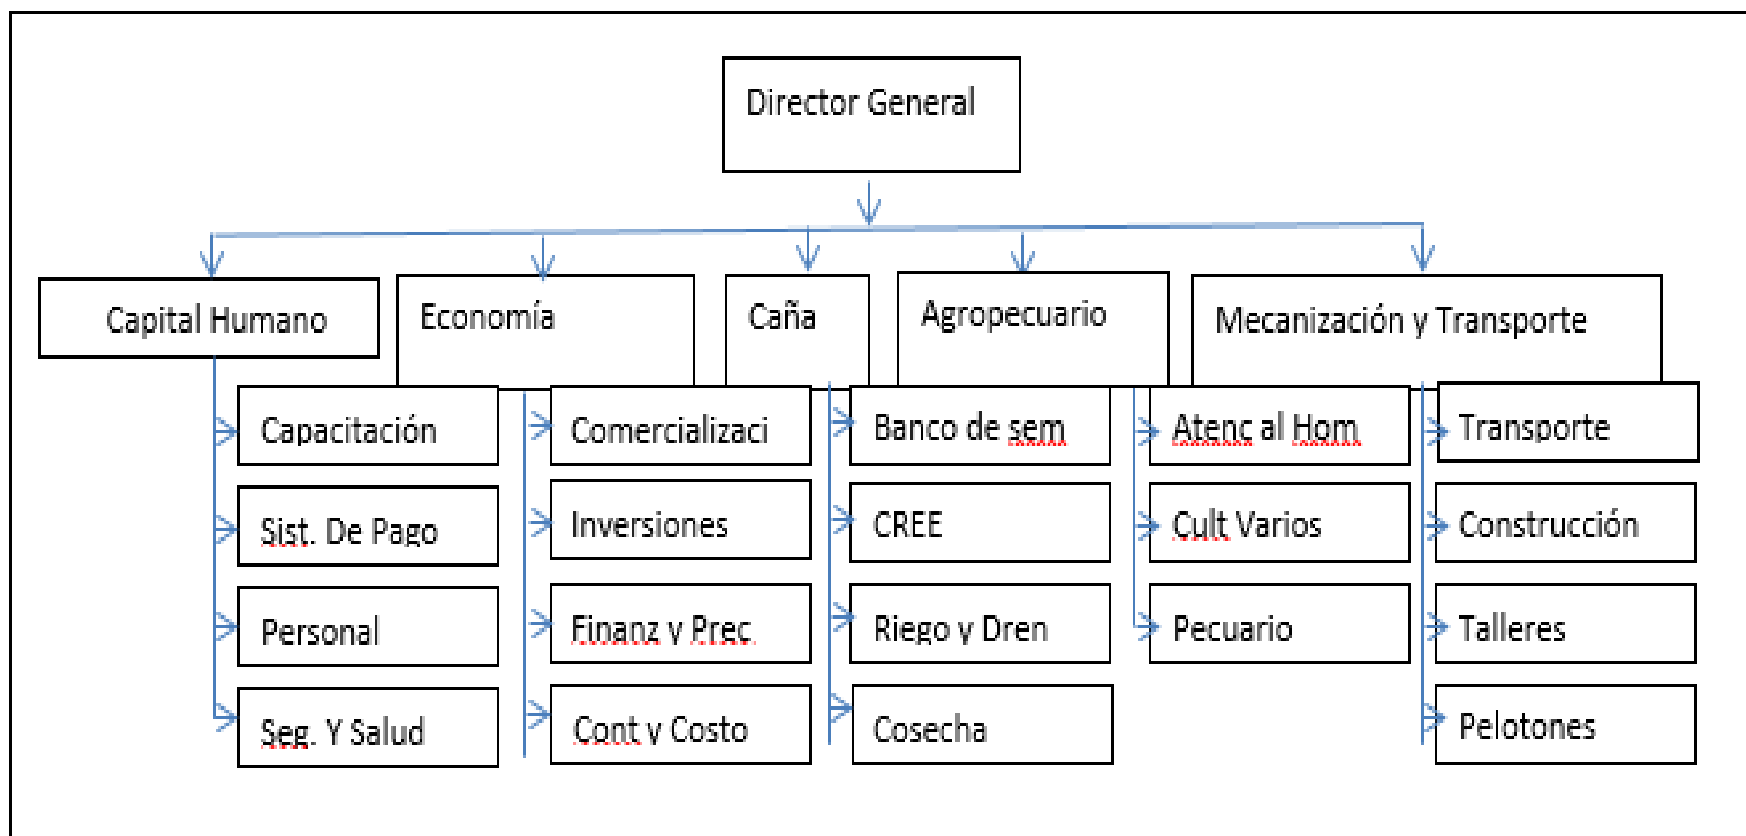 Director General
Capital Humano
Economía
Caña
Agropecuario
Mecanización y Transporte
Capacitación
Sist. De Pago
Personal
Seg. Y Salud
Comercializaci
Inversiones
Finanz y Prec
Cont y Costo
Banco de sem
CREE
Riego y Dren
Cosecha
Atenc al Hom
Cult Varios
Pecuario
Transporte
Construcción
Talleres
Pelotones